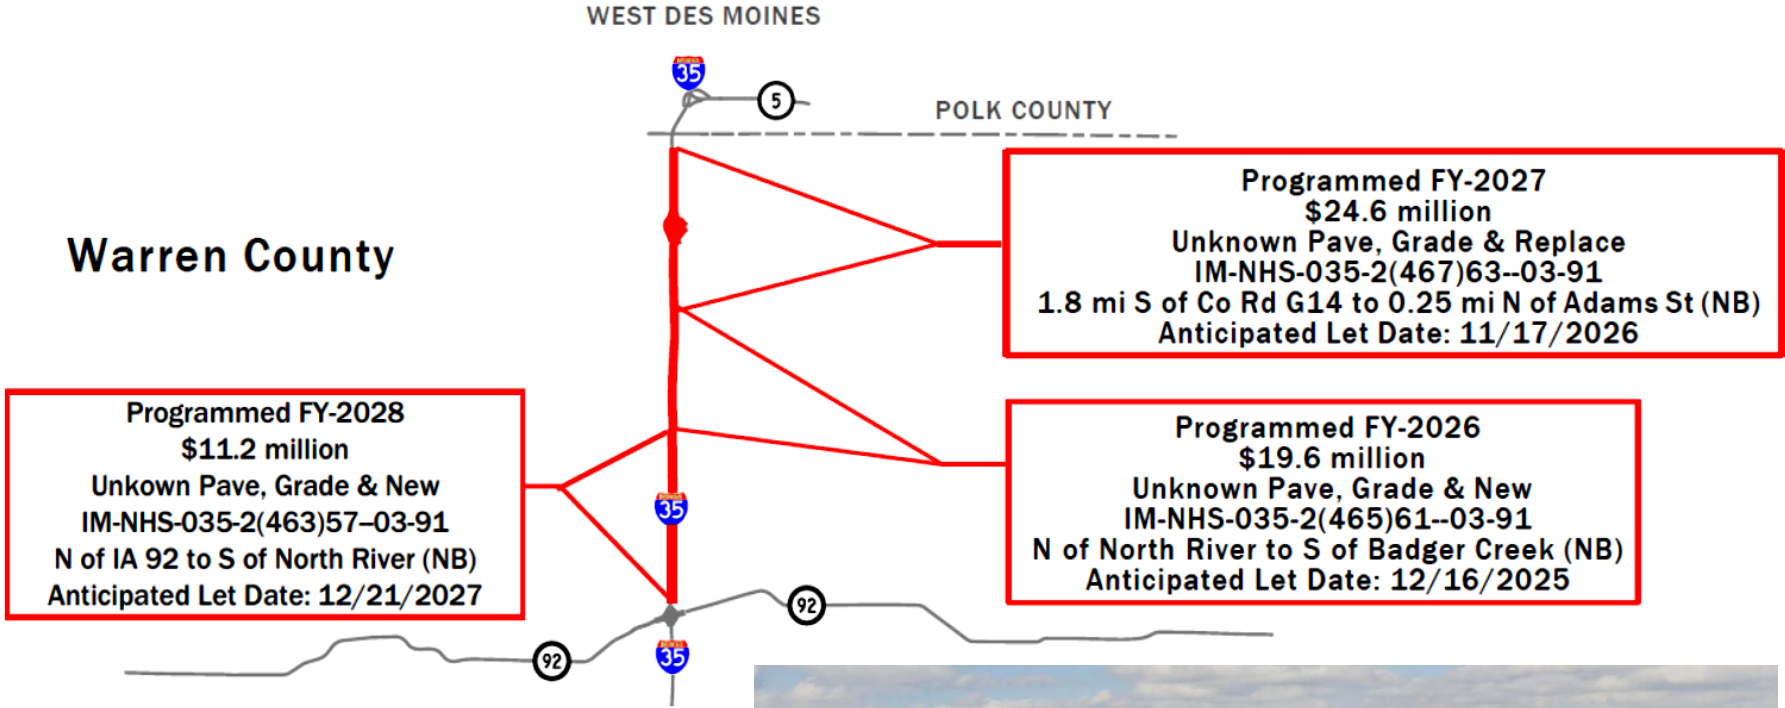 WEST DES MOINES
35
5
POLK COUNTY
Programmed FY-2027
$24.6 million
Unknown Pave, Grade & Replace
IM-NHS-035-2(467)63--03-91
1.8 mi S of Co Rd G14 to 0.25 mi N of Adams St (NB)
Anticipated Let Date: 11/17/2026
Warren County
Programmed FY-2028
$11.2 million
Unkown Pave, Grade & New
IM-NHS-035-2(463)57–03-91
N of IA 92 to S of North River (NB)
Anticipated Let Date: 12/21/2027
Programmed FY-2026
$19.6 million
Unknown Pave, Grade & New
IM-NHS-035-2(465)61--03-91
N of North River to S of Badger Creek (NB)
Anticipated Let Date: 12/16/2025
35
92
92
35